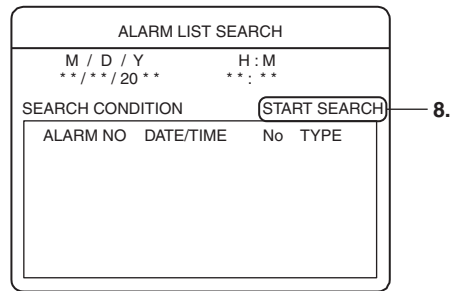 ALARM LIST SEARCH
M / D / Y H : M
* * / * * / 20 * * * * : * *
SEARCH CONDITION START SEARCH 8.
ALARM NO DATE/TIME No TYPE